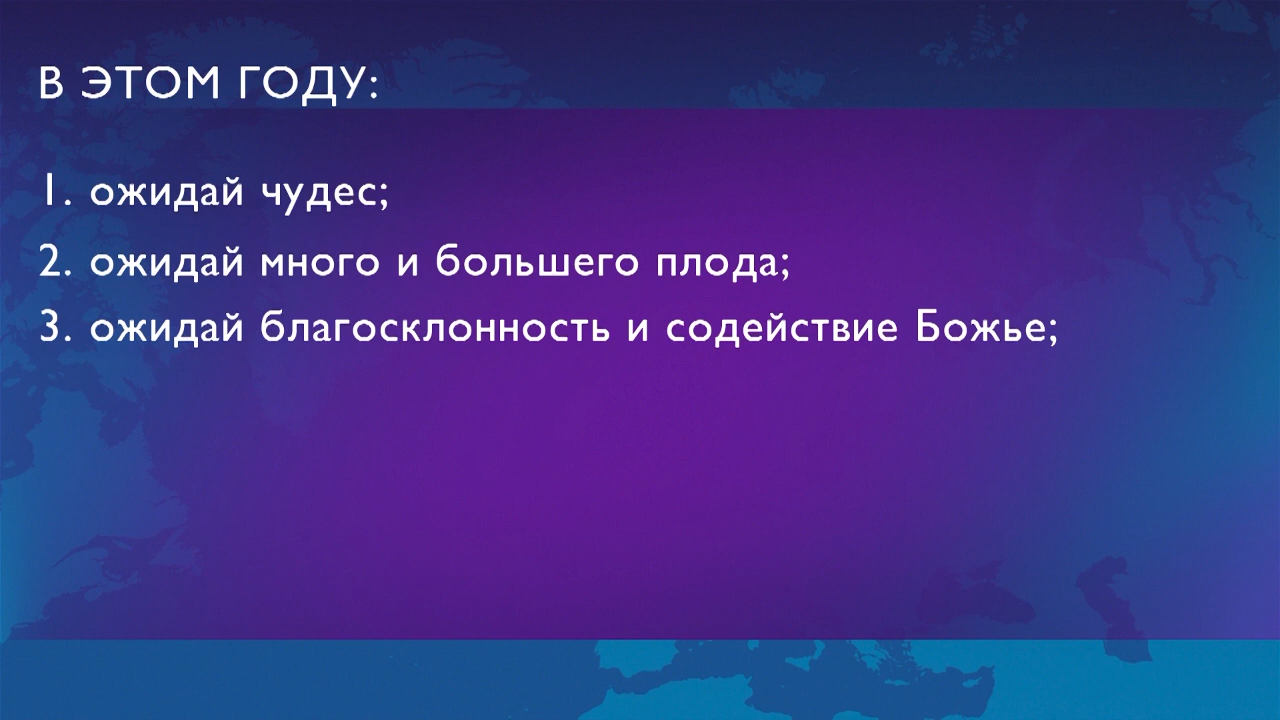 В ЭТОМ ГОДУ:
1. ожидай чудес;
2. ожидай много и большего плода;
3. ожидай благосклонность и содействие Божье;